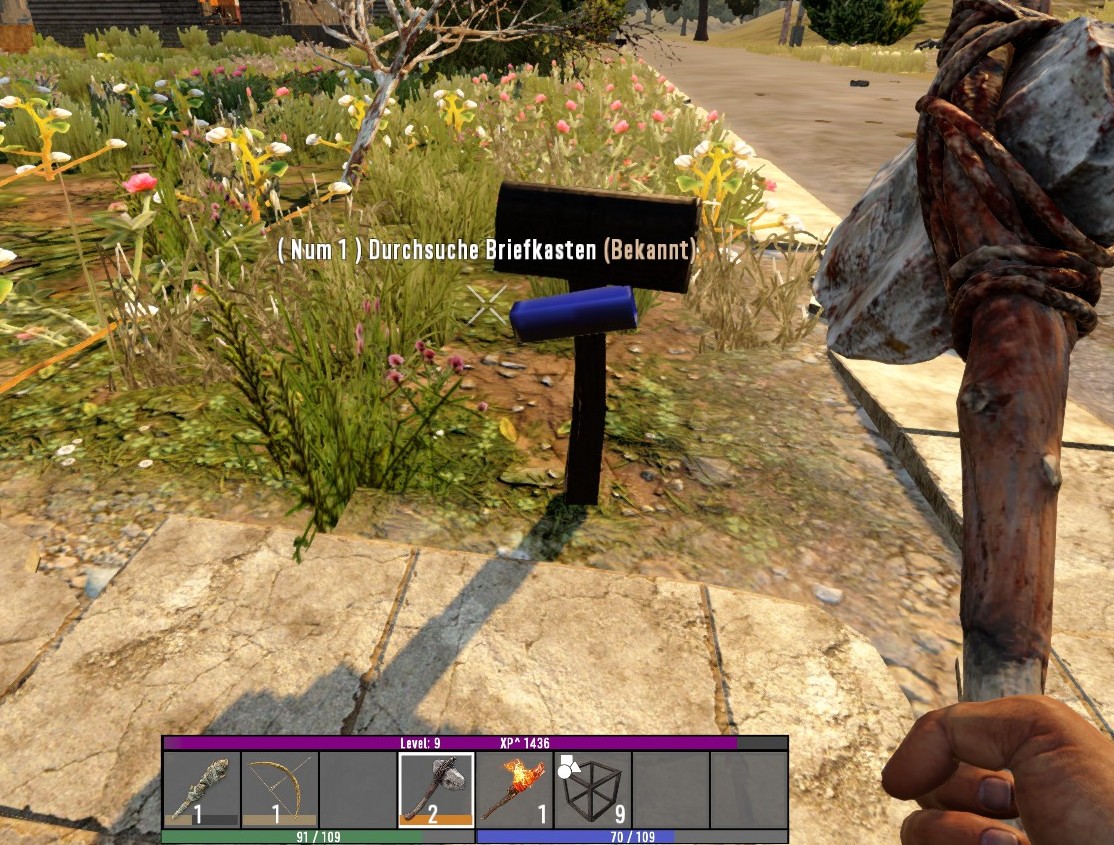 ( Num 1 ) Durchsuche Briefkasten (Bekannt)
Level: 9 XP^ 1436
1 1 2 1 9
91 / 109 70 / 109